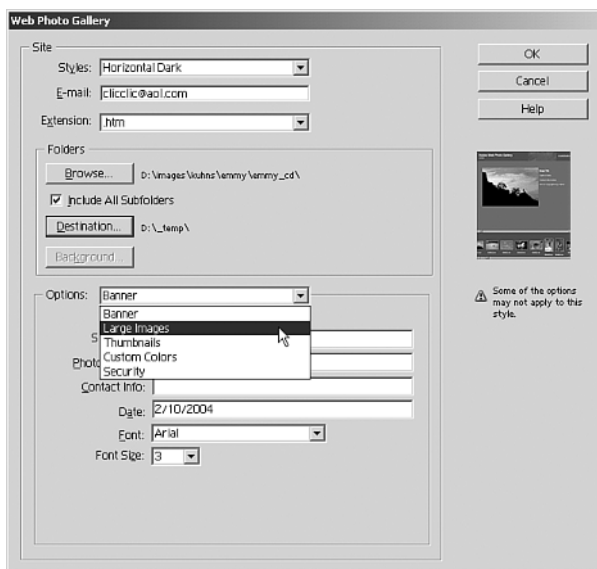 Web Photo Gallery
Site
Styles: Horizontal Dark
E-mail: clicclic@aol.com
Extension: .htm
Folders
Browse... D:\images\kuhns\emmy\emmy_cd\
Include All Subfolders
Destination... D:\_temp\
Background...
Options: Banner
Banner
Large Images
Thumbnails
Custom Colors
Security
S
Photo
Contact Info:
Date: 2/10/2004
Font: Arial
Font Size: 3
OK
Cancel
Help
Some of the options
may not apply to this
style.